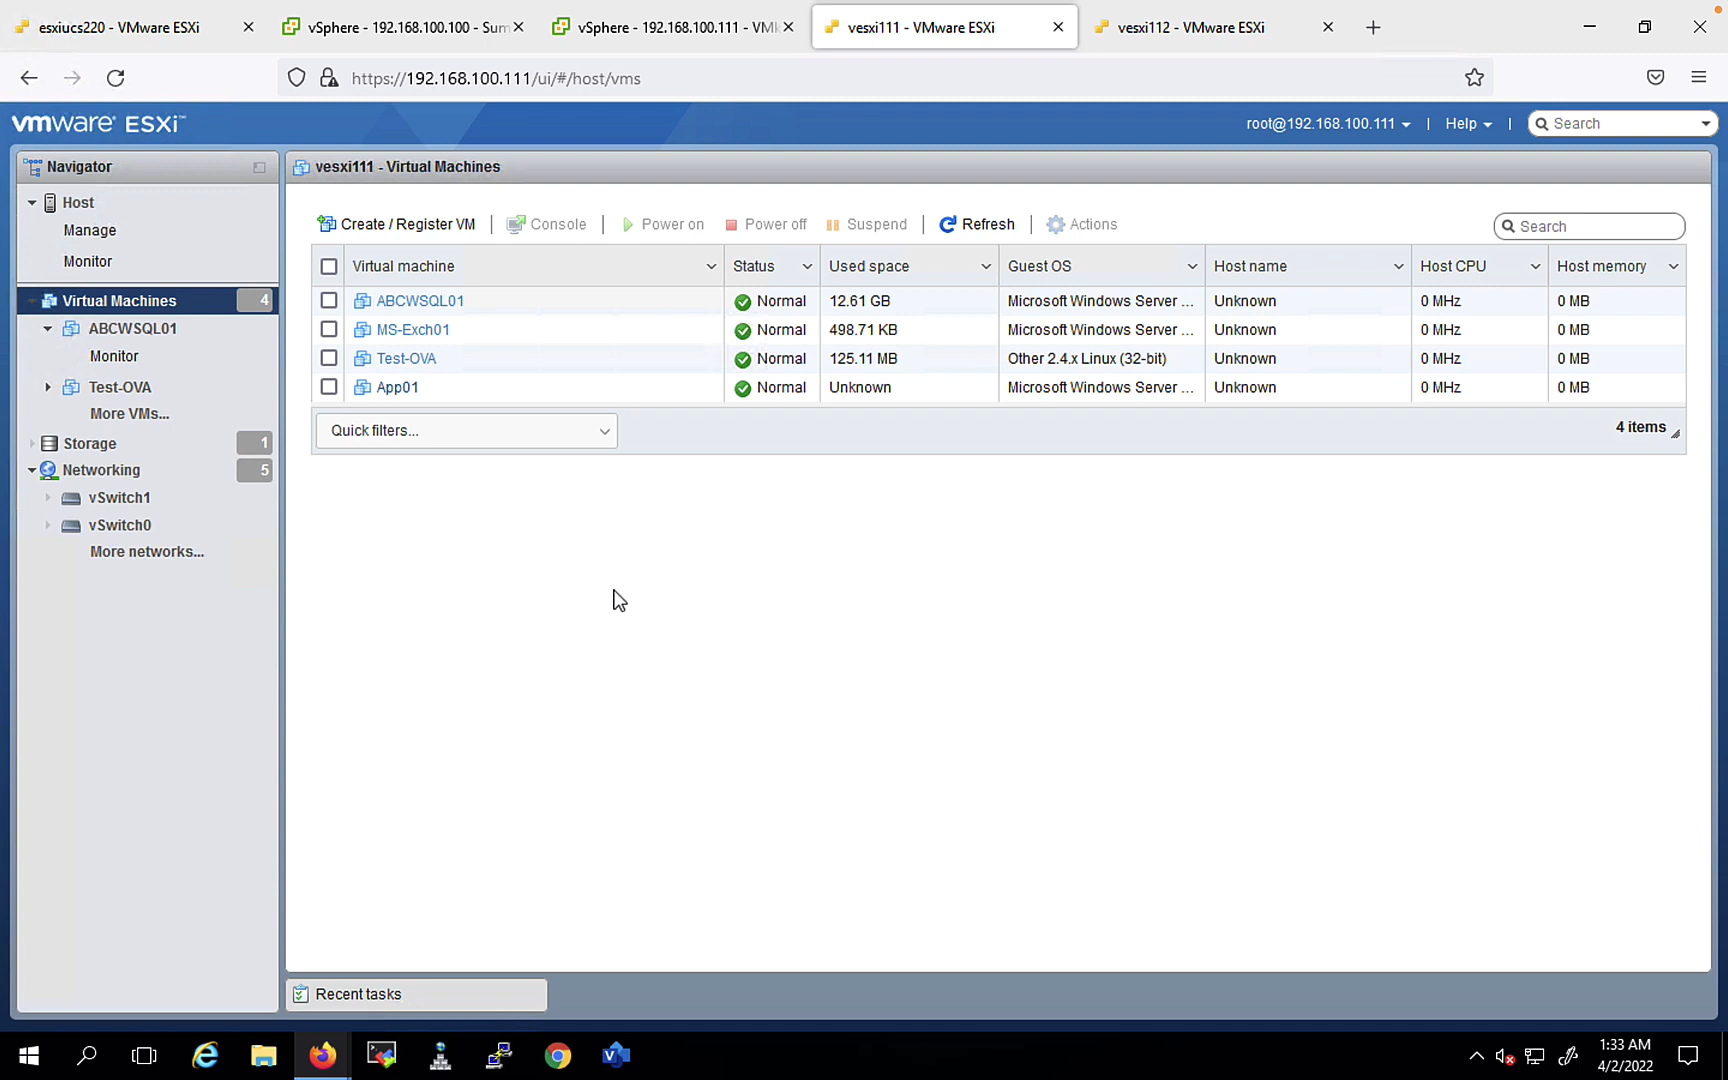 esxiucs220 - VMware ESXi
vSphere - 192.168.100.100 - Sum
vSphere - 192.168.100.111 - VMk
vesxi111 - VMware ESXi
vesxi112 - VMware ESXi
https://192.168.100.111/ui/#/host/vms
vmware ESXi™
root@192.168.100.111
|
Help
|
Search
Navigator
Host
Manage
Monitor
Virtual Machines 4
ABCWSQL01
Monitor
Test-OVA
More VMs...
Storage 1
Networking 5
vSwitch1
vSwitch0
More networks...
vesxi111 - Virtual Machines
Create / Register VM | Console | Power on Power off Suspend | Refresh | Actions
Search
Virtual machine Status Used space Guest OS Host name Host CPU Host memory
ABCWSQL01 Normal 12.61 GB Microsoft Windows Server ... Unknown 0 MHz 0 MB
MS-Exch01 Normal 498.71 KB Microsoft Windows Server ... Unknown 0 MHz 0 MB
Test-OVA Normal 125.11 MB Other 2.4.x Linux (32-bit) Unknown 0 MHz 0 MB
App01 Normal Unknown Microsoft Windows Server ... Unknown 0 MHz 0 MB
Quick filters...
4 items
Recent tasks
1:33 AM
4/2/2022